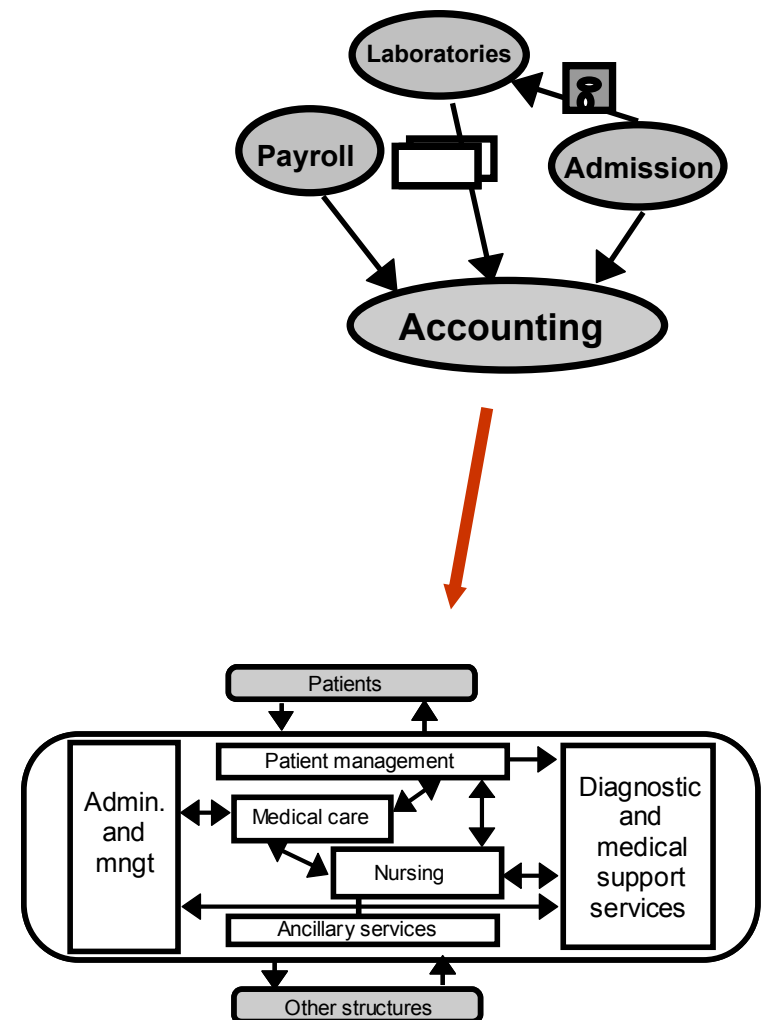 Laboratories
Payroll
Admission
Accounting
Patients
Patient management
Admin.
and
mngt
Medical care
Diagnostic
and
medical
support
services
Nursing
Ancillary services
Other structures